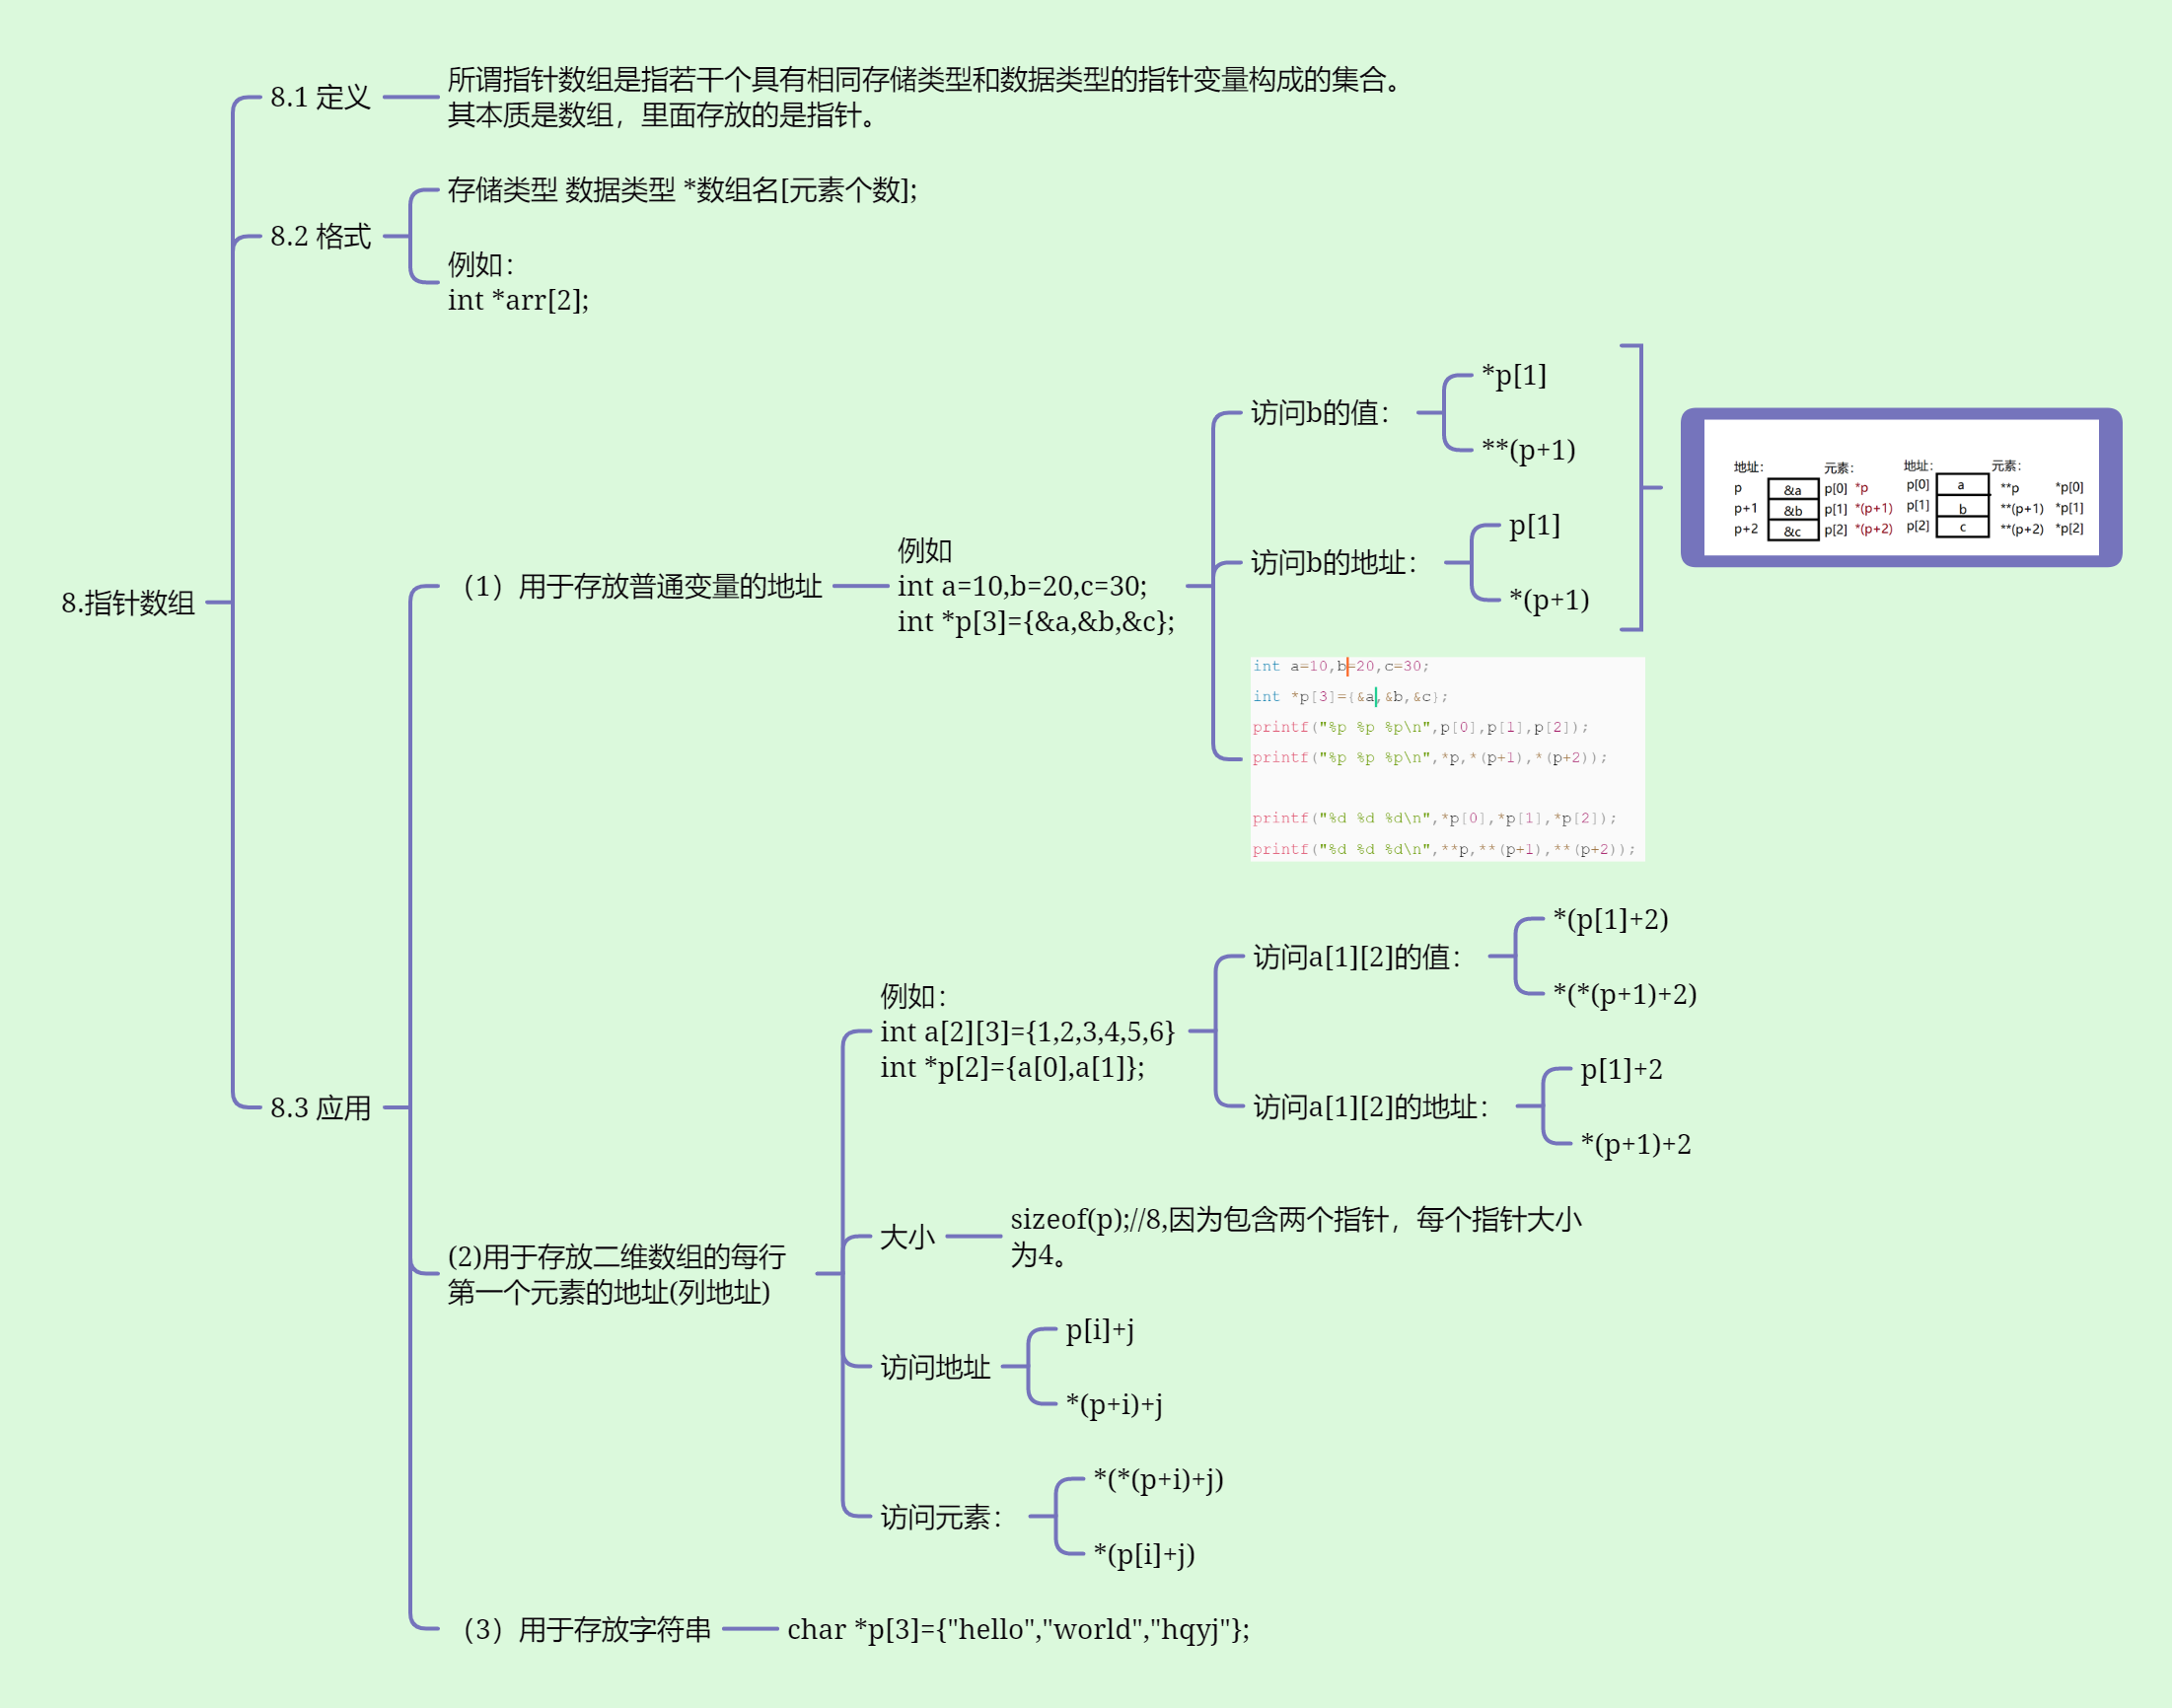 8.指针数组
8.1 定义
所谓指针数组是指若干个具有相同存储类型和数据类型的指针变量构成的集合。
其本质是数组，里面存放的是指针。
8.2 格式
存储类型 数据类型 *数组名[元素个数];
例如：
int *arr[2];
8.3 应用
（1）用于存放普通变量的地址
例如
int a=10,b=20,c=30;
int *p[3]={&a,&b,&c};
访问b的值：
*p[1]
**(p+1)
访问b的地址：
p[1]
*(p+1)
地址： 元素： 地址： 元素：
p &a p[0] *p p[0] a **p *p[0]
p+1 &b p[1] *(p+1) p[1] b **(p+1) *p[1]
p+2 &c p[2] *(p+2) p[2] c **(p+2) *p[2]
int a=10,b=20,c=30;
int *p[3]={&a,&b,&c};
printf("%p %p %p\n",p[0],p[1],p[2]);
printf("%p %p %p\n",*p,*(p+1),*(p+2));
printf("%d %d %d\n",*p[0],*p[1],*p[2]);
printf("%d %d %d\n",**p,**(p+1),**(p+2));
(2)用于存放二维数组的每行
第一个元素的地址(列地址)
例如：
int a[2][3]={1,2,3,4,5,6}
int *p[2]={a[0],a[1]};
访问a[1][2]的值：
*(p[1]+2)
*(*(p+1)+2)
访问a[1][2]的地址：
p[1]+2
*(p+1)+2
大小
sizeof(p);//8,因为包含两个指针，每个指针大小
为4。
访问地址
p[i]+j
*(p+i)+j
访问元素：
*(*(p+i)+j)
*(p[i]+j)
（3）用于存放字符串
char *p[3]={"hello","world","hqyj"};